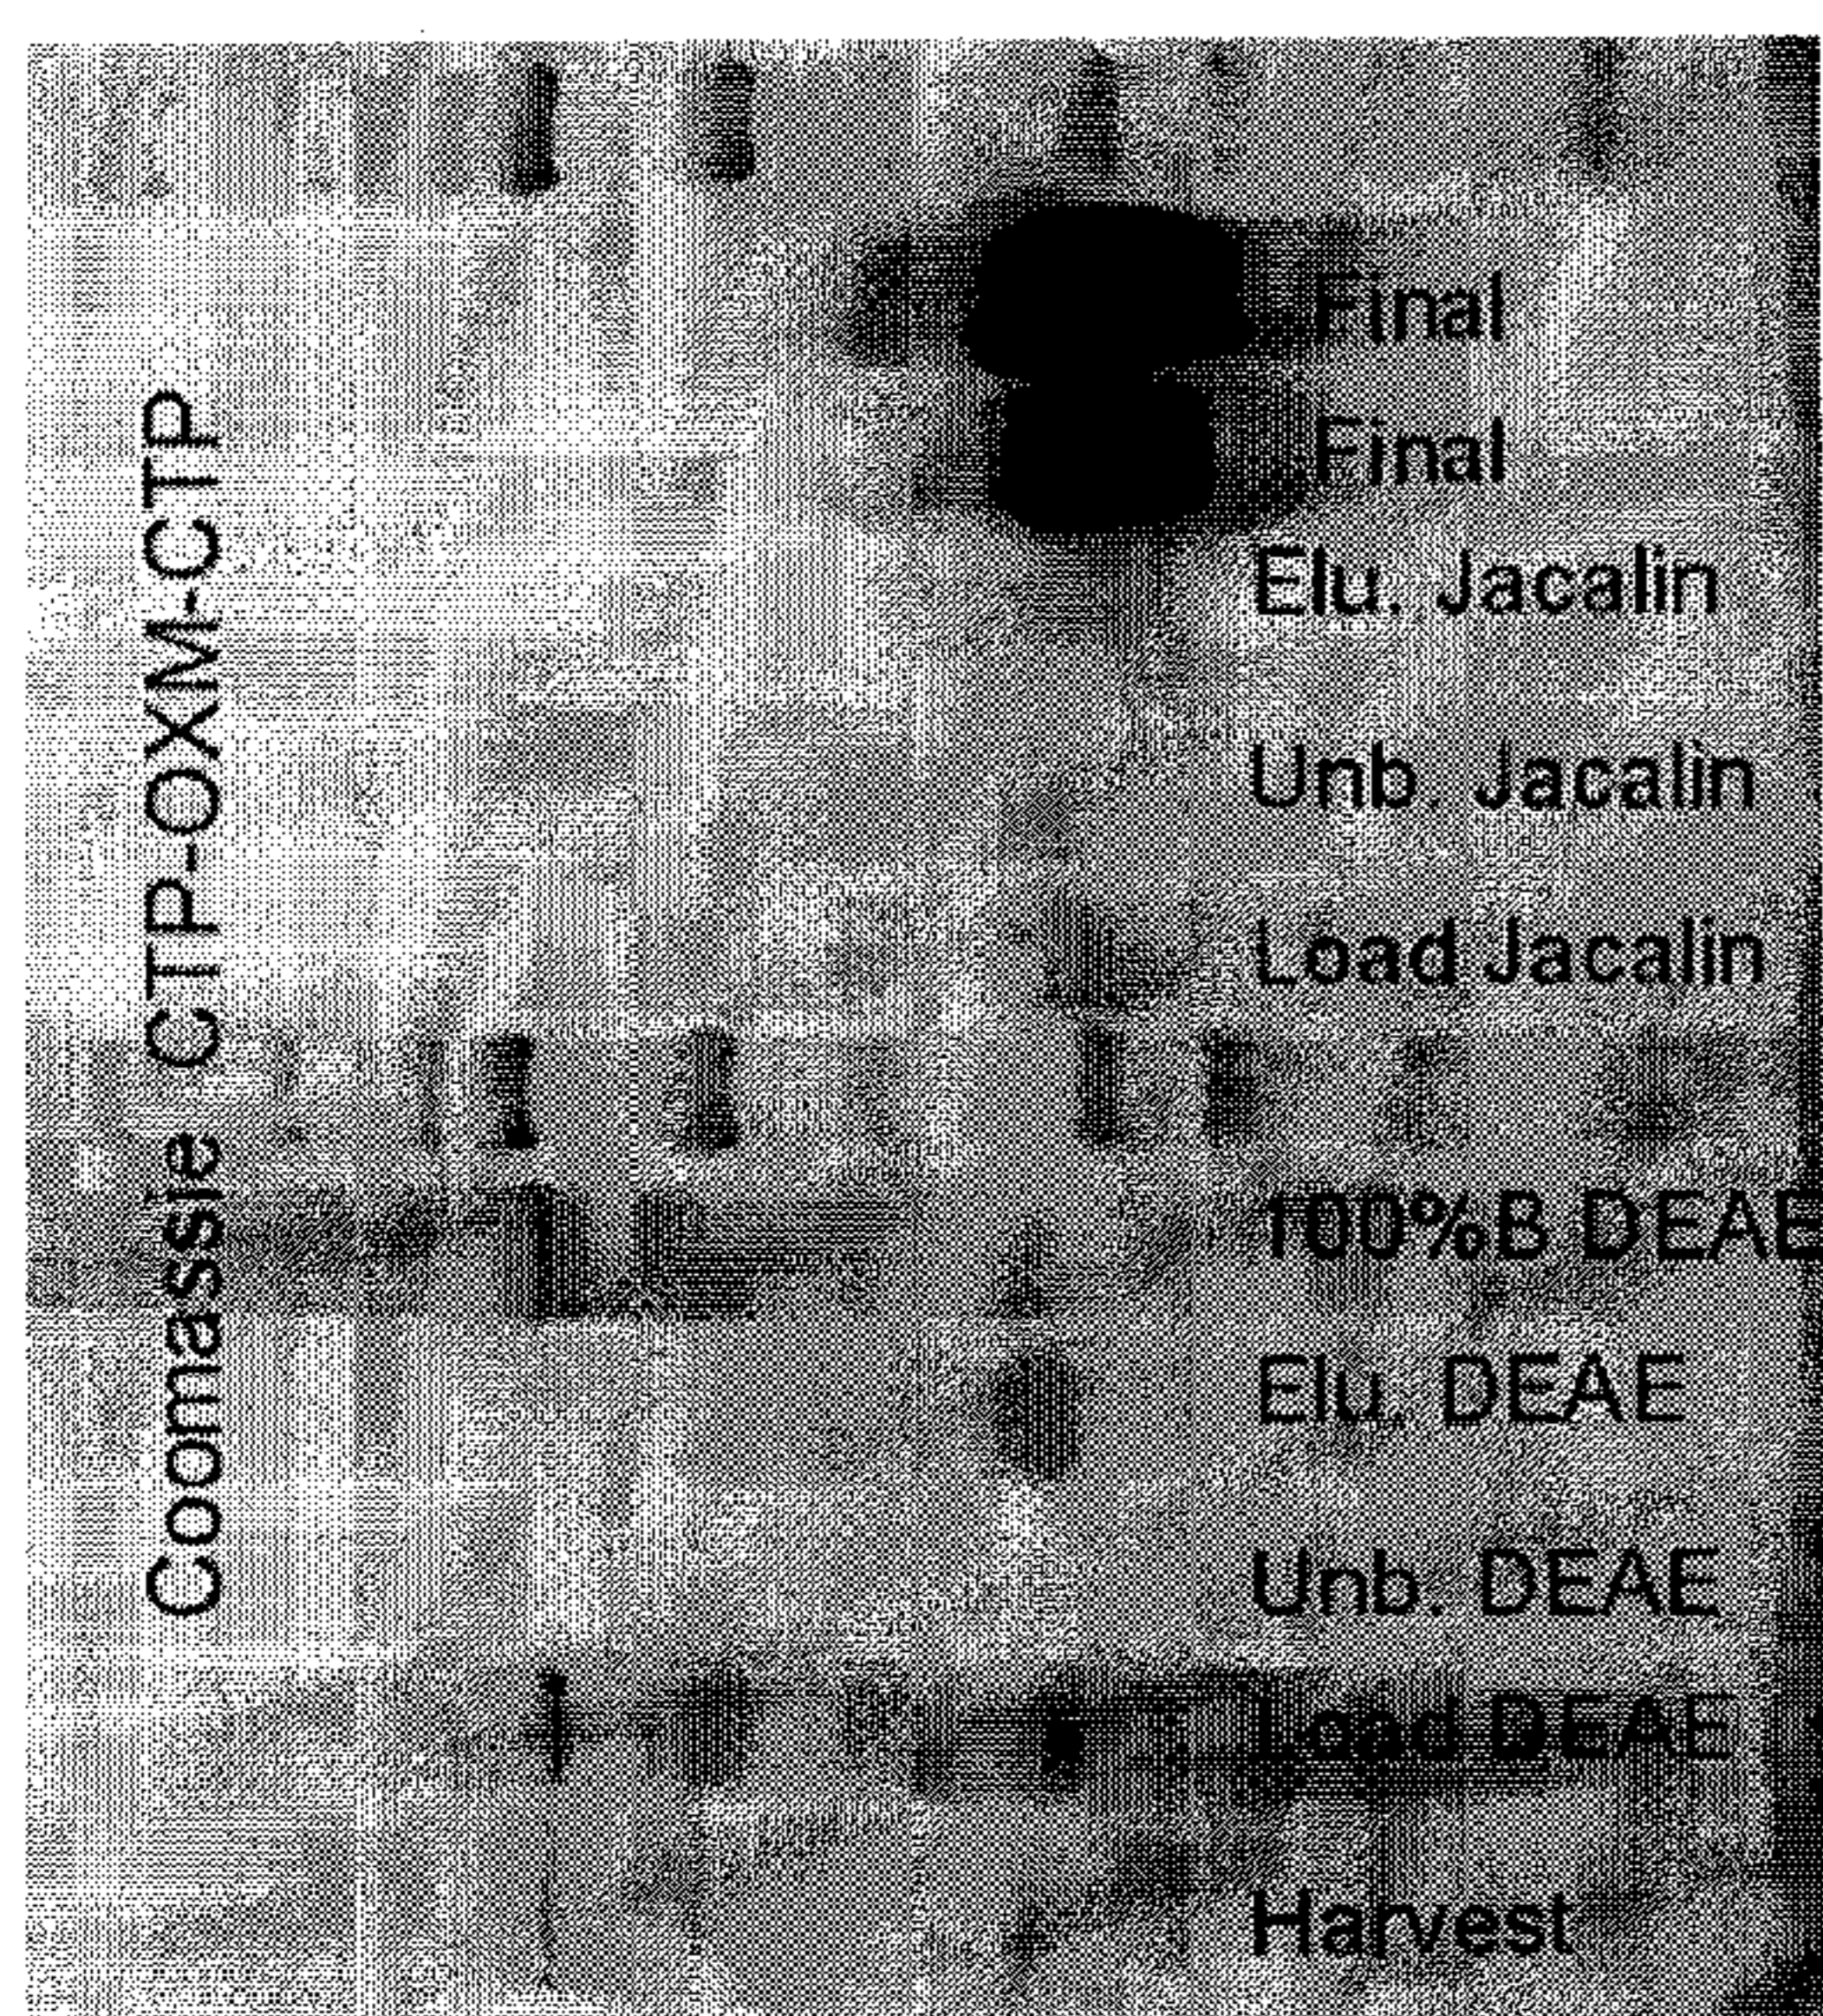 Coomassie CTP-OXM-CTP
Final
Final
Elu. Jacalin
Unb. Jacalin
Load Jacalin
100%B DEAE
Elu. DEAE
Unb. DEAE
Load DEAE
Harvest